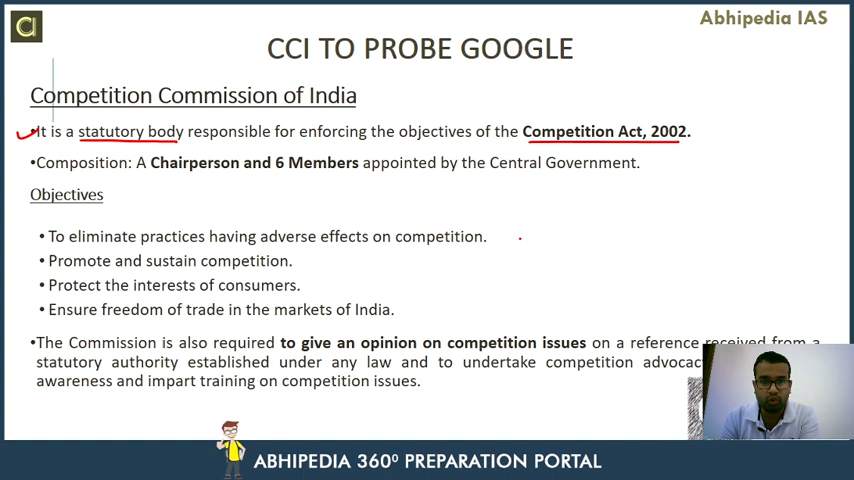 Abhipedia IAS
CCI TO PROBE GOOGLE
Competition Commission of India
•It is a statutory body responsible for enforcing the objectives of the Competition Act, 2002.
•Composition: A Chairperson and 6 Members appointed by the Central Government.
Objectives
• To eliminate practices having adverse effects on competition.
• Promote and sustain competition.
• Protect the interests of consumers.
• Ensure freedom of trade in the markets of India.
•The Commission is also required to give an opinion on competition issues on a reference received from a
statutory authority established under any law and to undertake competition
awareness and impart training on competition issues.
ABHIPEDIA 360⁰ PREPARATION PORTAL